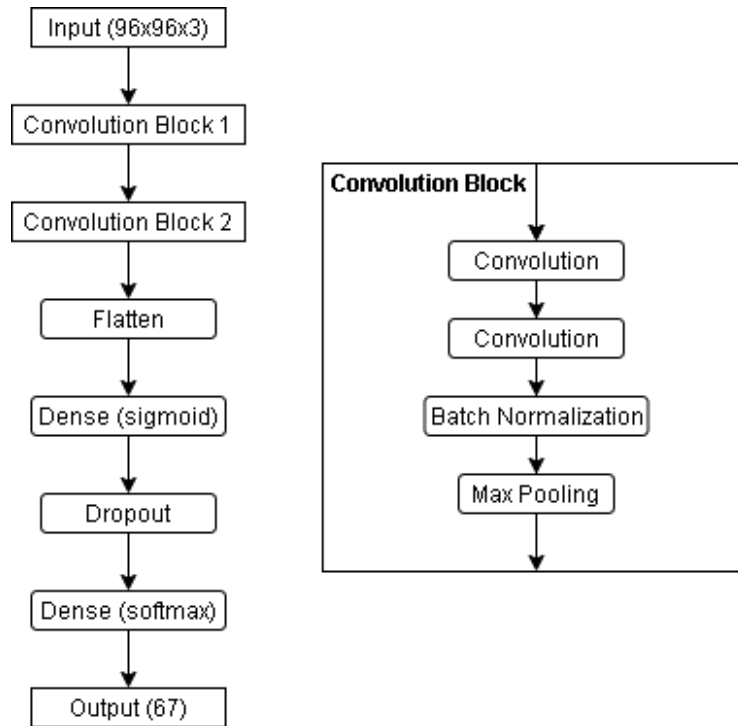 Input (96x96x3)
Convolution Block 1
Convolution Block 2
Flatten
Dense (sigmoid)
Dropout
Dense (softmax)
Output (67)
Convolution Block
Convolution
Convolution
Batch Normalization
Max Pooling